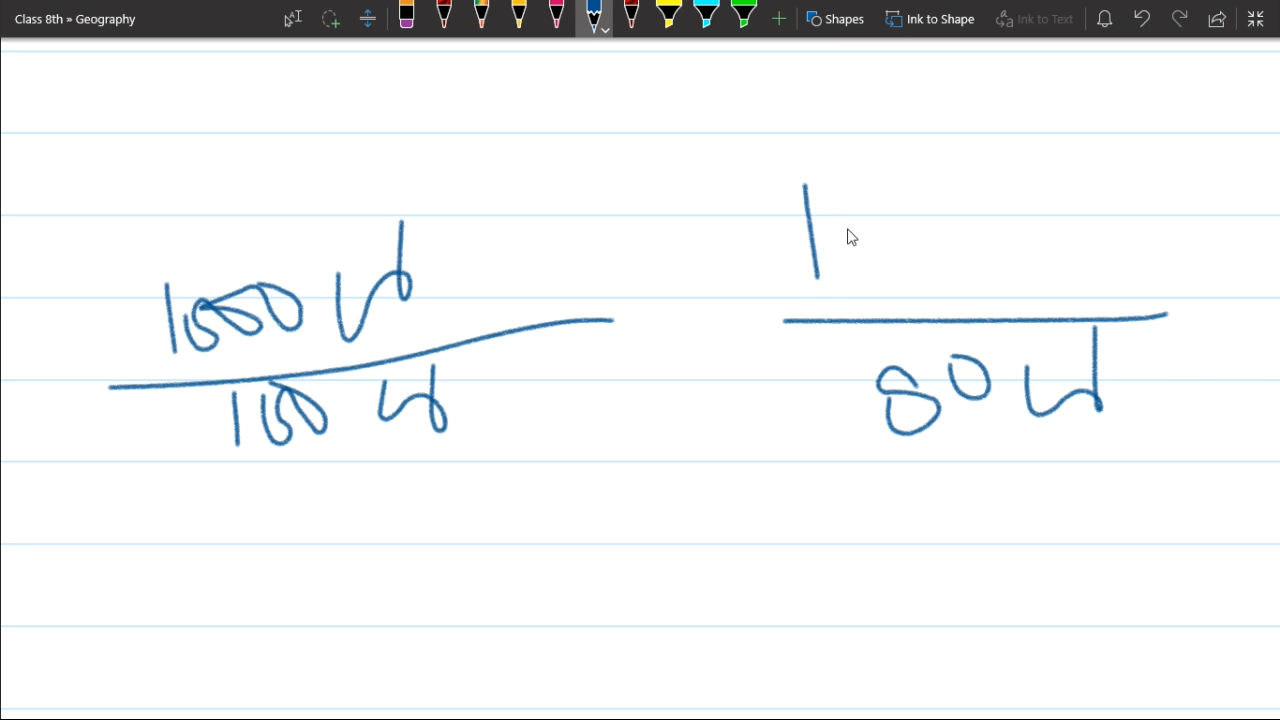 Class 8th » Geography
Shapes
Ink to Shape
Ink to Text
1000
100
1
80